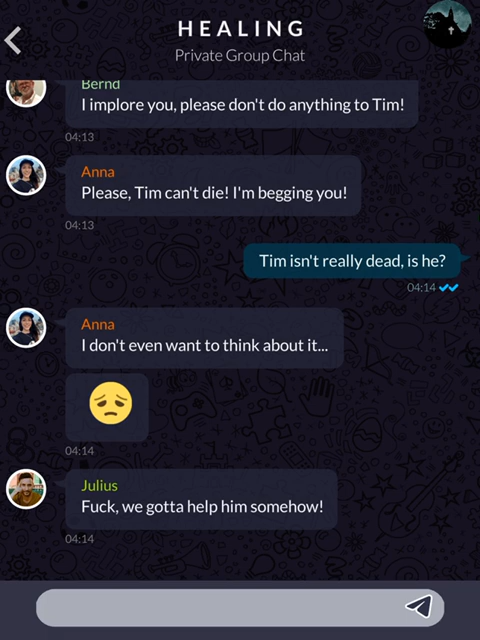 HEALING
Private Group Chat
Bernd
I implore you, please don't do anything to Tim!
04:13
Anna
Please, Tim can't die! I'm begging you!
04:13
Tim isn't really dead, is he?
04:14
Anna
I don't even want to think about it...
04:14
Julius
Fuck, we gotta help him somehow!
04:14